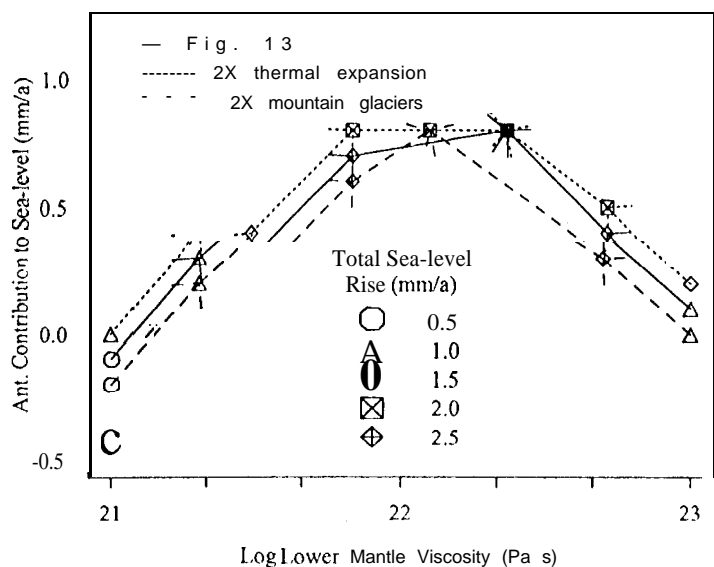 Fig. 13
2X thermal expansion
2X mountain glaciers
1.0
0.5
0.0
-0.5
Ant. Contribution to Sea-level (mm/a)
Total Sea-level
Rise (mm/a)
0.5
1.0
1.5
2.0
2.5
C
21
22
23
Log Lower Mantle Viscosity (Pa s)